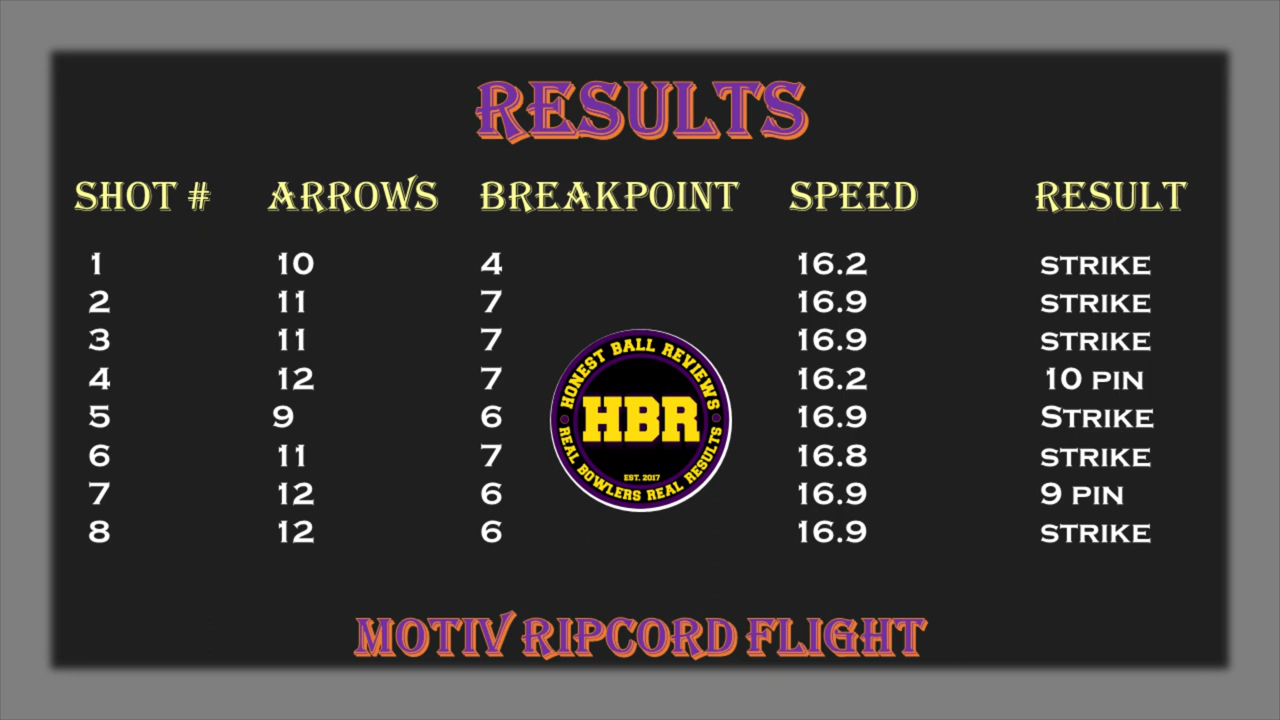 RESULTS
SHOT # ARROWS BREAKPOINT SPEED RESULT
1 10 4 16.2 STRIKE
2 11 7 16.9 STRIKE
3 11 7 16.9 STRIKE
4 12 7 16.2 10 PIN
5 9 6 16.9 STRIKE
6 11 7 16.8 STRIKE
7 12 6 16.9 9 PIN
8 12 6 16.9 STRIKE
HONEST BALL REVIEWS
HBR
EST. 2017
REAL BOWLERS REAL RESULTS
MOTIV RIPCORD FLIGHT